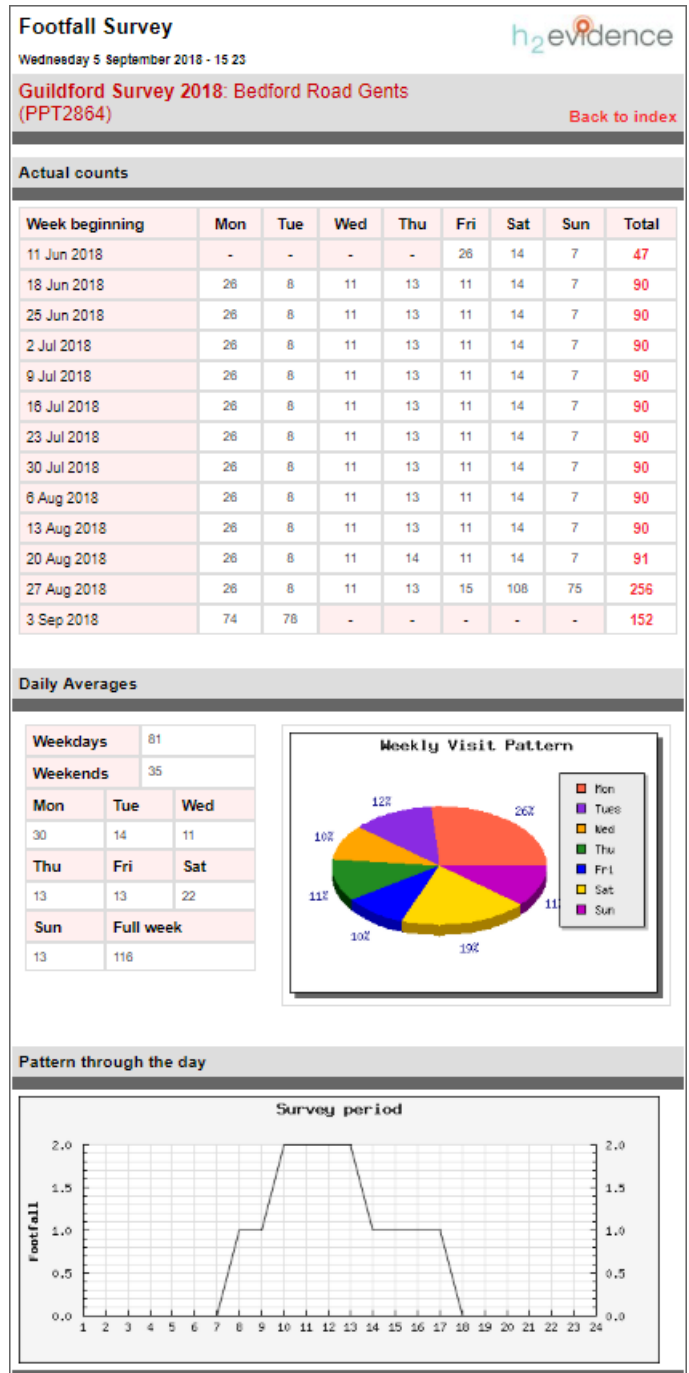 Footfall Survey
h2evidence
Wednesday 5 September 2018 - 15 23
Guildford Survey 2018: Bedford Road Gents
(PPT2864)
Back to index
Actual counts
Week beginning Mon Tue Wed Thu Fri Sat Sun Total
11 Jun 2018 - - - - 26 14 7 47
18 Jun 2018 26 8 11 13 11 14 7 90
25 Jun 2018 26 8 11 13 11 14 7 90
2 Jul 2018 26 8 11 13 11 14 7 90
9 Jul 2018 26 8 11 13 11 14 7 90
16 Jul 2018 26 8 11 13 11 14 7 90
23 Jul 2018 26 8 11 13 11 14 7 90
30 Jul 2018 26 8 11 13 11 14 7 90
6 Aug 2018 26 8 11 13 11 14 7 90
13 Aug 2018 26 8 11 13 11 14 7 90
20 Aug 2018 26 8 11 14 11 14 7 91
27 Aug 2018 26 8 11 13 15 108 75 256
3 Sep 2018 74 78 - - - - - 152
Daily Averages
Weekdays 81
Weekends 35
Mon Tue Wed
30 14 11
Thu Fri Sat
13 13 22
Sun Full week
13 116
Weekly Visit Pattern
12%
26%
10%
11%
10%
19%
11
Mon
Tues
Wed
Thu
Fri
Sat
Sun
Pattern through the day
Survey period
Footfall
2.0 2.0
1.5 1.5
1.0 1.0
0.5 0.5
0.0 0.0
1 2 3 4 5 6 7 8 9 10 11 12 13 14 15 16 17 18 19 20 21 22 23 24